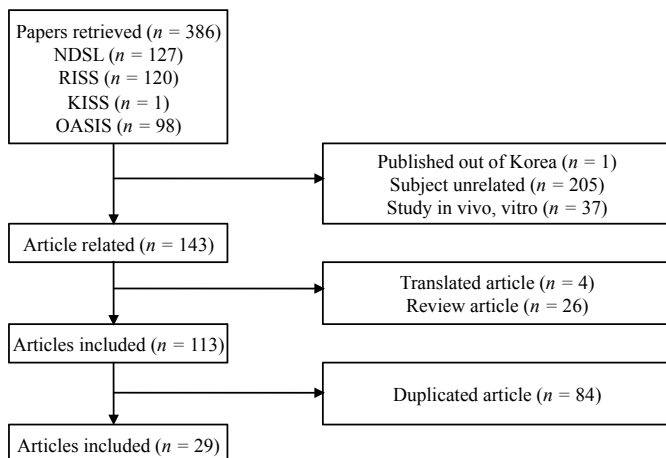 Papers retrieved (n = 386)
NDSL (n = 127)
RISS (n = 120)
KISS (n = 1)
OASIS (n = 98)
Published out of Korea (n = 1)
Subject unrelated (n = 205)
Study in vivo, vitro (n = 37)
Article related (n = 143)
Translated article (n = 4)
Review article (n = 26)
Articles included (n = 113)
Duplicated article (n = 84)
Articles included (n = 29)